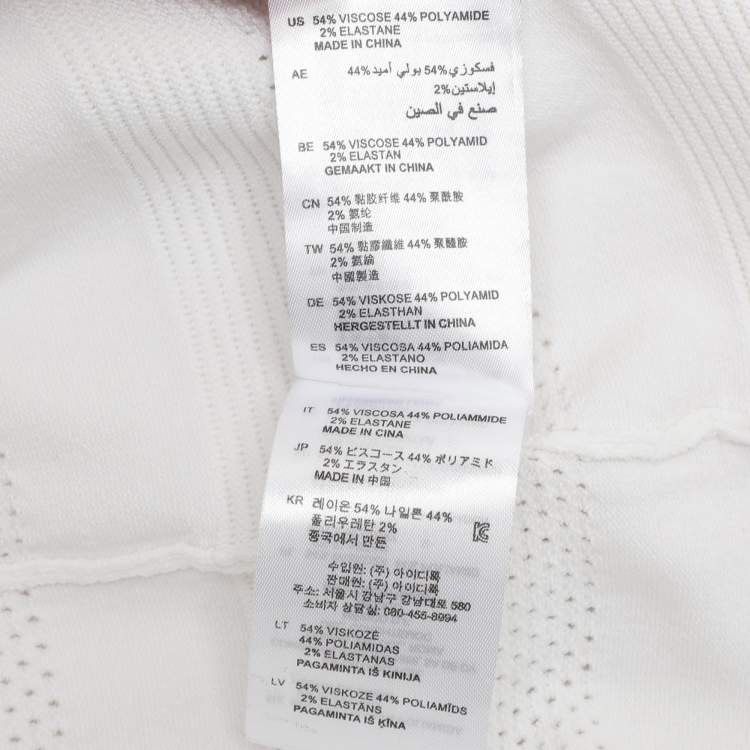 US 54% VISCOSE 44% POLYAMIDE
2% ELASTANE
MADE IN CHINA
AE فسكوزي 54% بولي أميد 44%
إيلاستين 2%
صنع في الصين
BE 54% VISCOSE 44% POLYAMID
2% ELASTAN
GEMAAKT IN CHINA
CN 54% 黏胶纤维 44% 聚酰胺
2% 氨纶
中国制造
TW 54% 黏膠纖維 44% 聚醯胺
2% 氨綸
中國製造
DE 54% VISKOSE 44% POLYAMID
2% ELASTHAN
HERGESTELLT IN CHINA
ES 54% VISCOSA 44% POLIAMIDA
2% ELASTANO
HECHO EN CHINA
IT 54% VISCOSA 44% POLIAMMIDE
2% ELASTANE
MADE IN CINA
JP 54% ビスコース 44% ポリアミド
2% エラスタン
MADE IN 中国
KR 레이온 54% 나일론 44%
폴리우레탄 2%
중국에서 만든
수입원: (주) 아이디룩
판매원: (주) 아이디룩
주소: 서울시 강남구 강남대로 580
소비자 상담실: 080-455-8994
LT 54% VISKOZĖ
44% POLIAMIDAS
2% ELASTANAS
PAGAMINTA IŠ KINIJA
LV 54% VISKOZE 44% POLIAMĪDS
2% ELASTĀNS
PAGAMINTA IŠ ĶĪNA